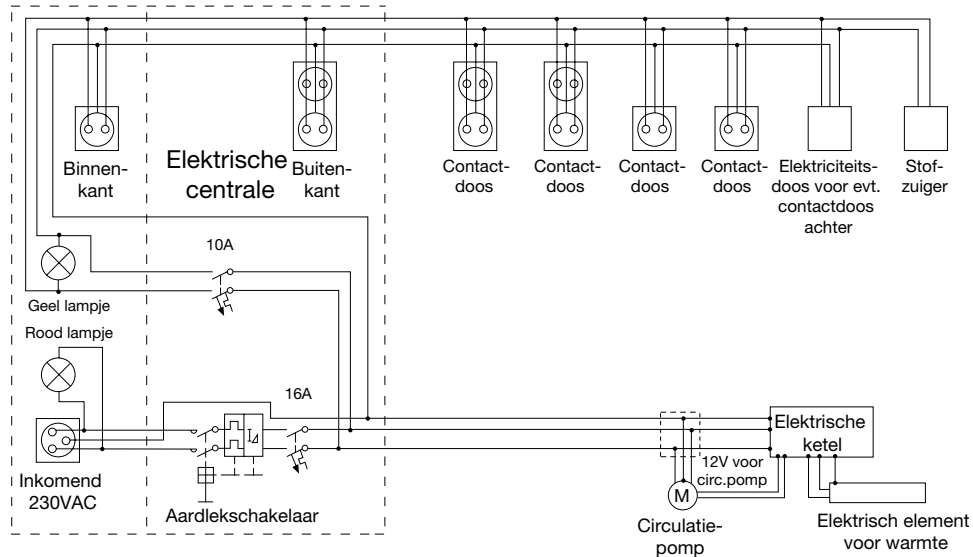 Binnen-
kant
Elektrische
centrale
Buiten-
kant
Contact-
doos
Contact-
doos
Contact-
doos
Contact-
doos
Elektriciteits-
doos voor evt.
contactdoos
achter
Stof-
zuiger
10A
Geel lampje
Rood lampje
16A
Inkomend
230VAC
Aardlekschakelaar
I
12V voor
circ.pomp
M
Circulatie-
pomp
Elektrische
ketel
Elektrisch element
voor warmte